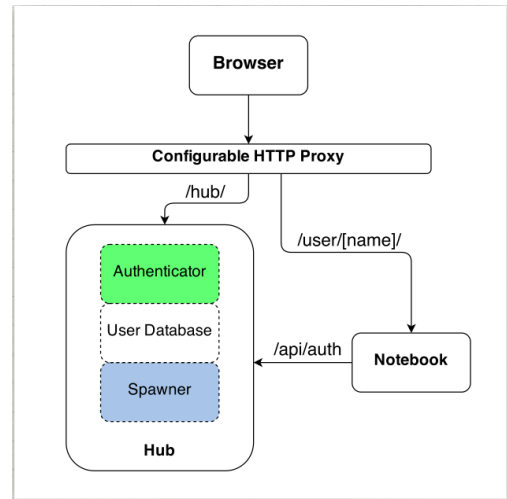 Browser
Configurable HTTP Proxy
/hub/
/user/[name]/
Authenticator
User Database
/api/auth
Notebook
Spawner
Hub